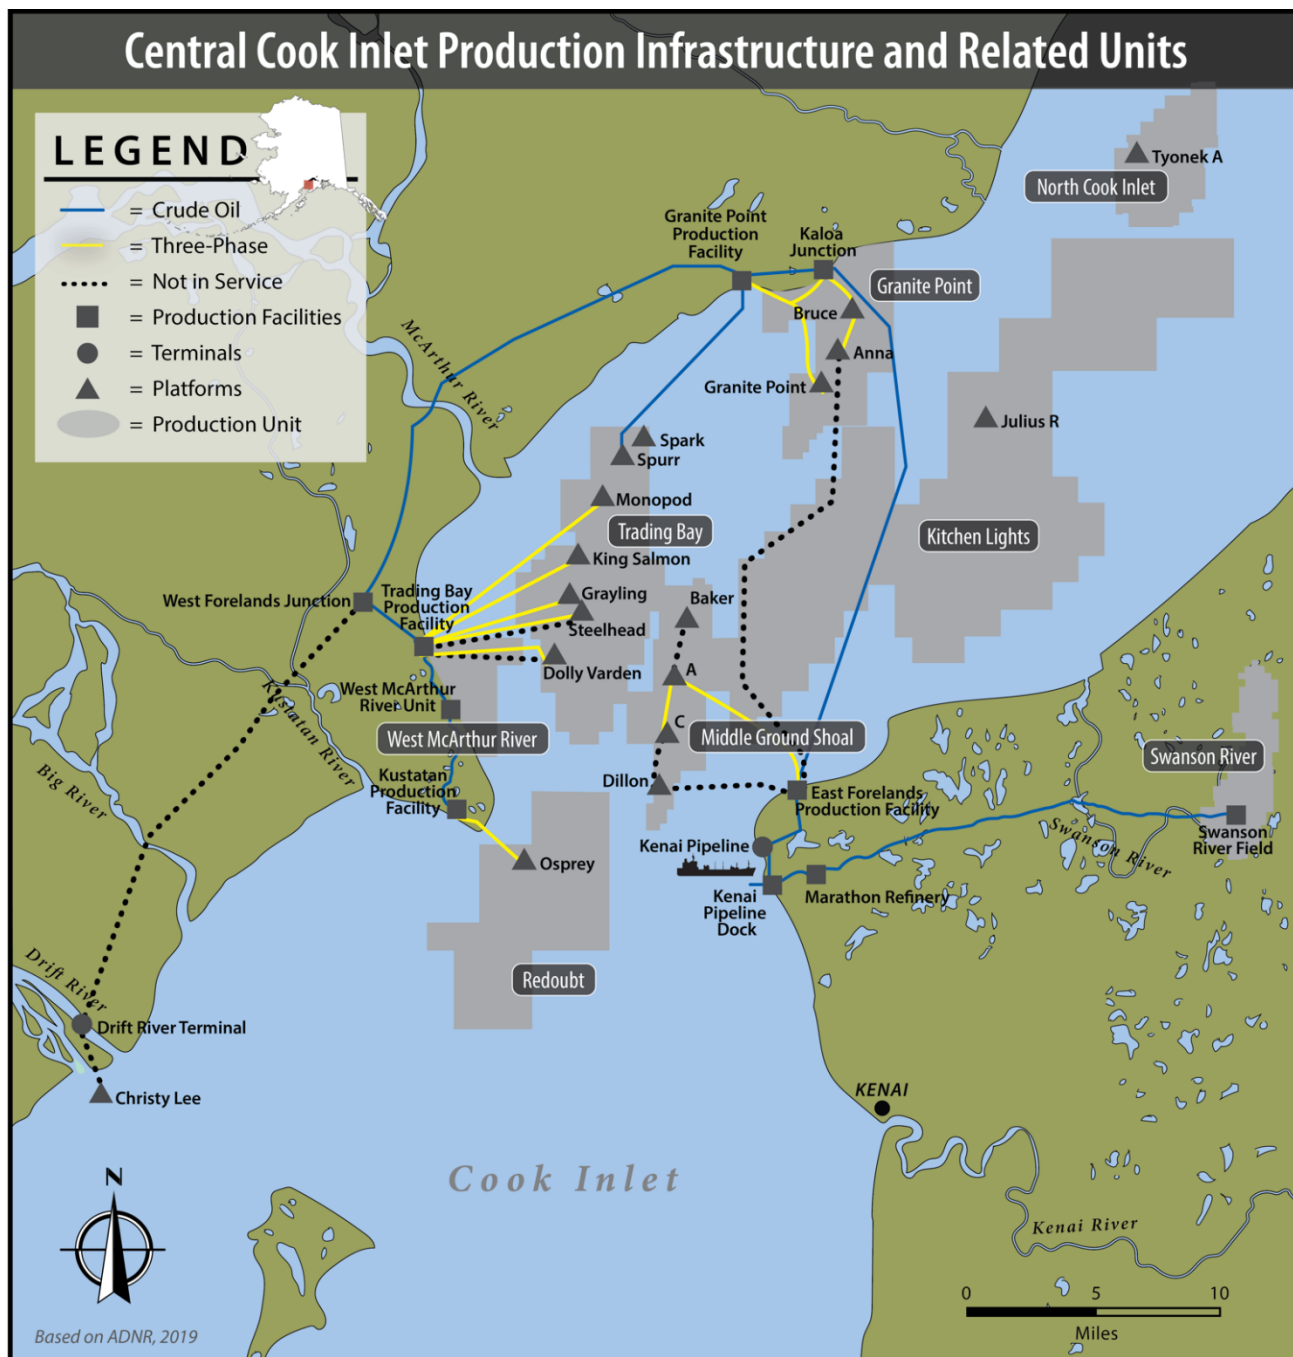 Central Cook Inlet Production Infrastructure and Related Units
LEGEND
= Crude Oil
= Three-Phase
= Not in Service
= Production Facilities
= Terminals
= Platforms
= Production Unit
Tyonek A
North Cook Inlet
Granite Point
Production
Facility
Kaloa
Junction
Granite Point
Bruce
Anna
Granite Point
Julius R
McArthur River
Spark
Spurr
Monopod
Trading Bay
Kitchen Lights
King Salmon
Grayling
Steelhead
Baker
West Forelands Junction
Trading Bay
Production
Facility
Dolly Varden
A
West McArthur
River Unit
C
West McArthur River
Middle Ground Shoal
Swanson River
Kustatan River
Big River
Kustatan
Production
Facility
Dillon
East Forelands
Production Facility
Swanson River
Swanson
River Field
Kenai Pipeline
Osprey
Kenai
Pipeline
Dock
Marathon Refinery
Redoubt
Drift River
Drift River Terminal
Christy Lee
KENAI
N
Cook Inlet
Kenai River
0 5 10
Miles
Based on ADNR, 2019